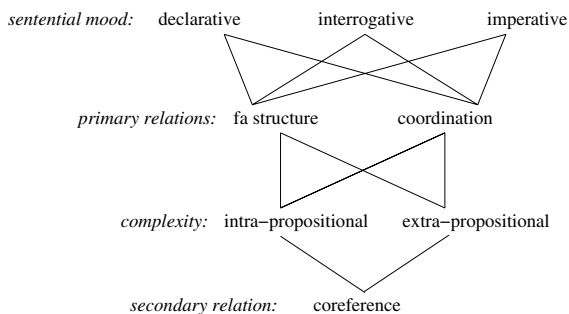 sentential mood: declarative interrogative imperative
primary relations: fa structure coordination
complexity: intra−propositional extra−propositional
secondary relation: coreference